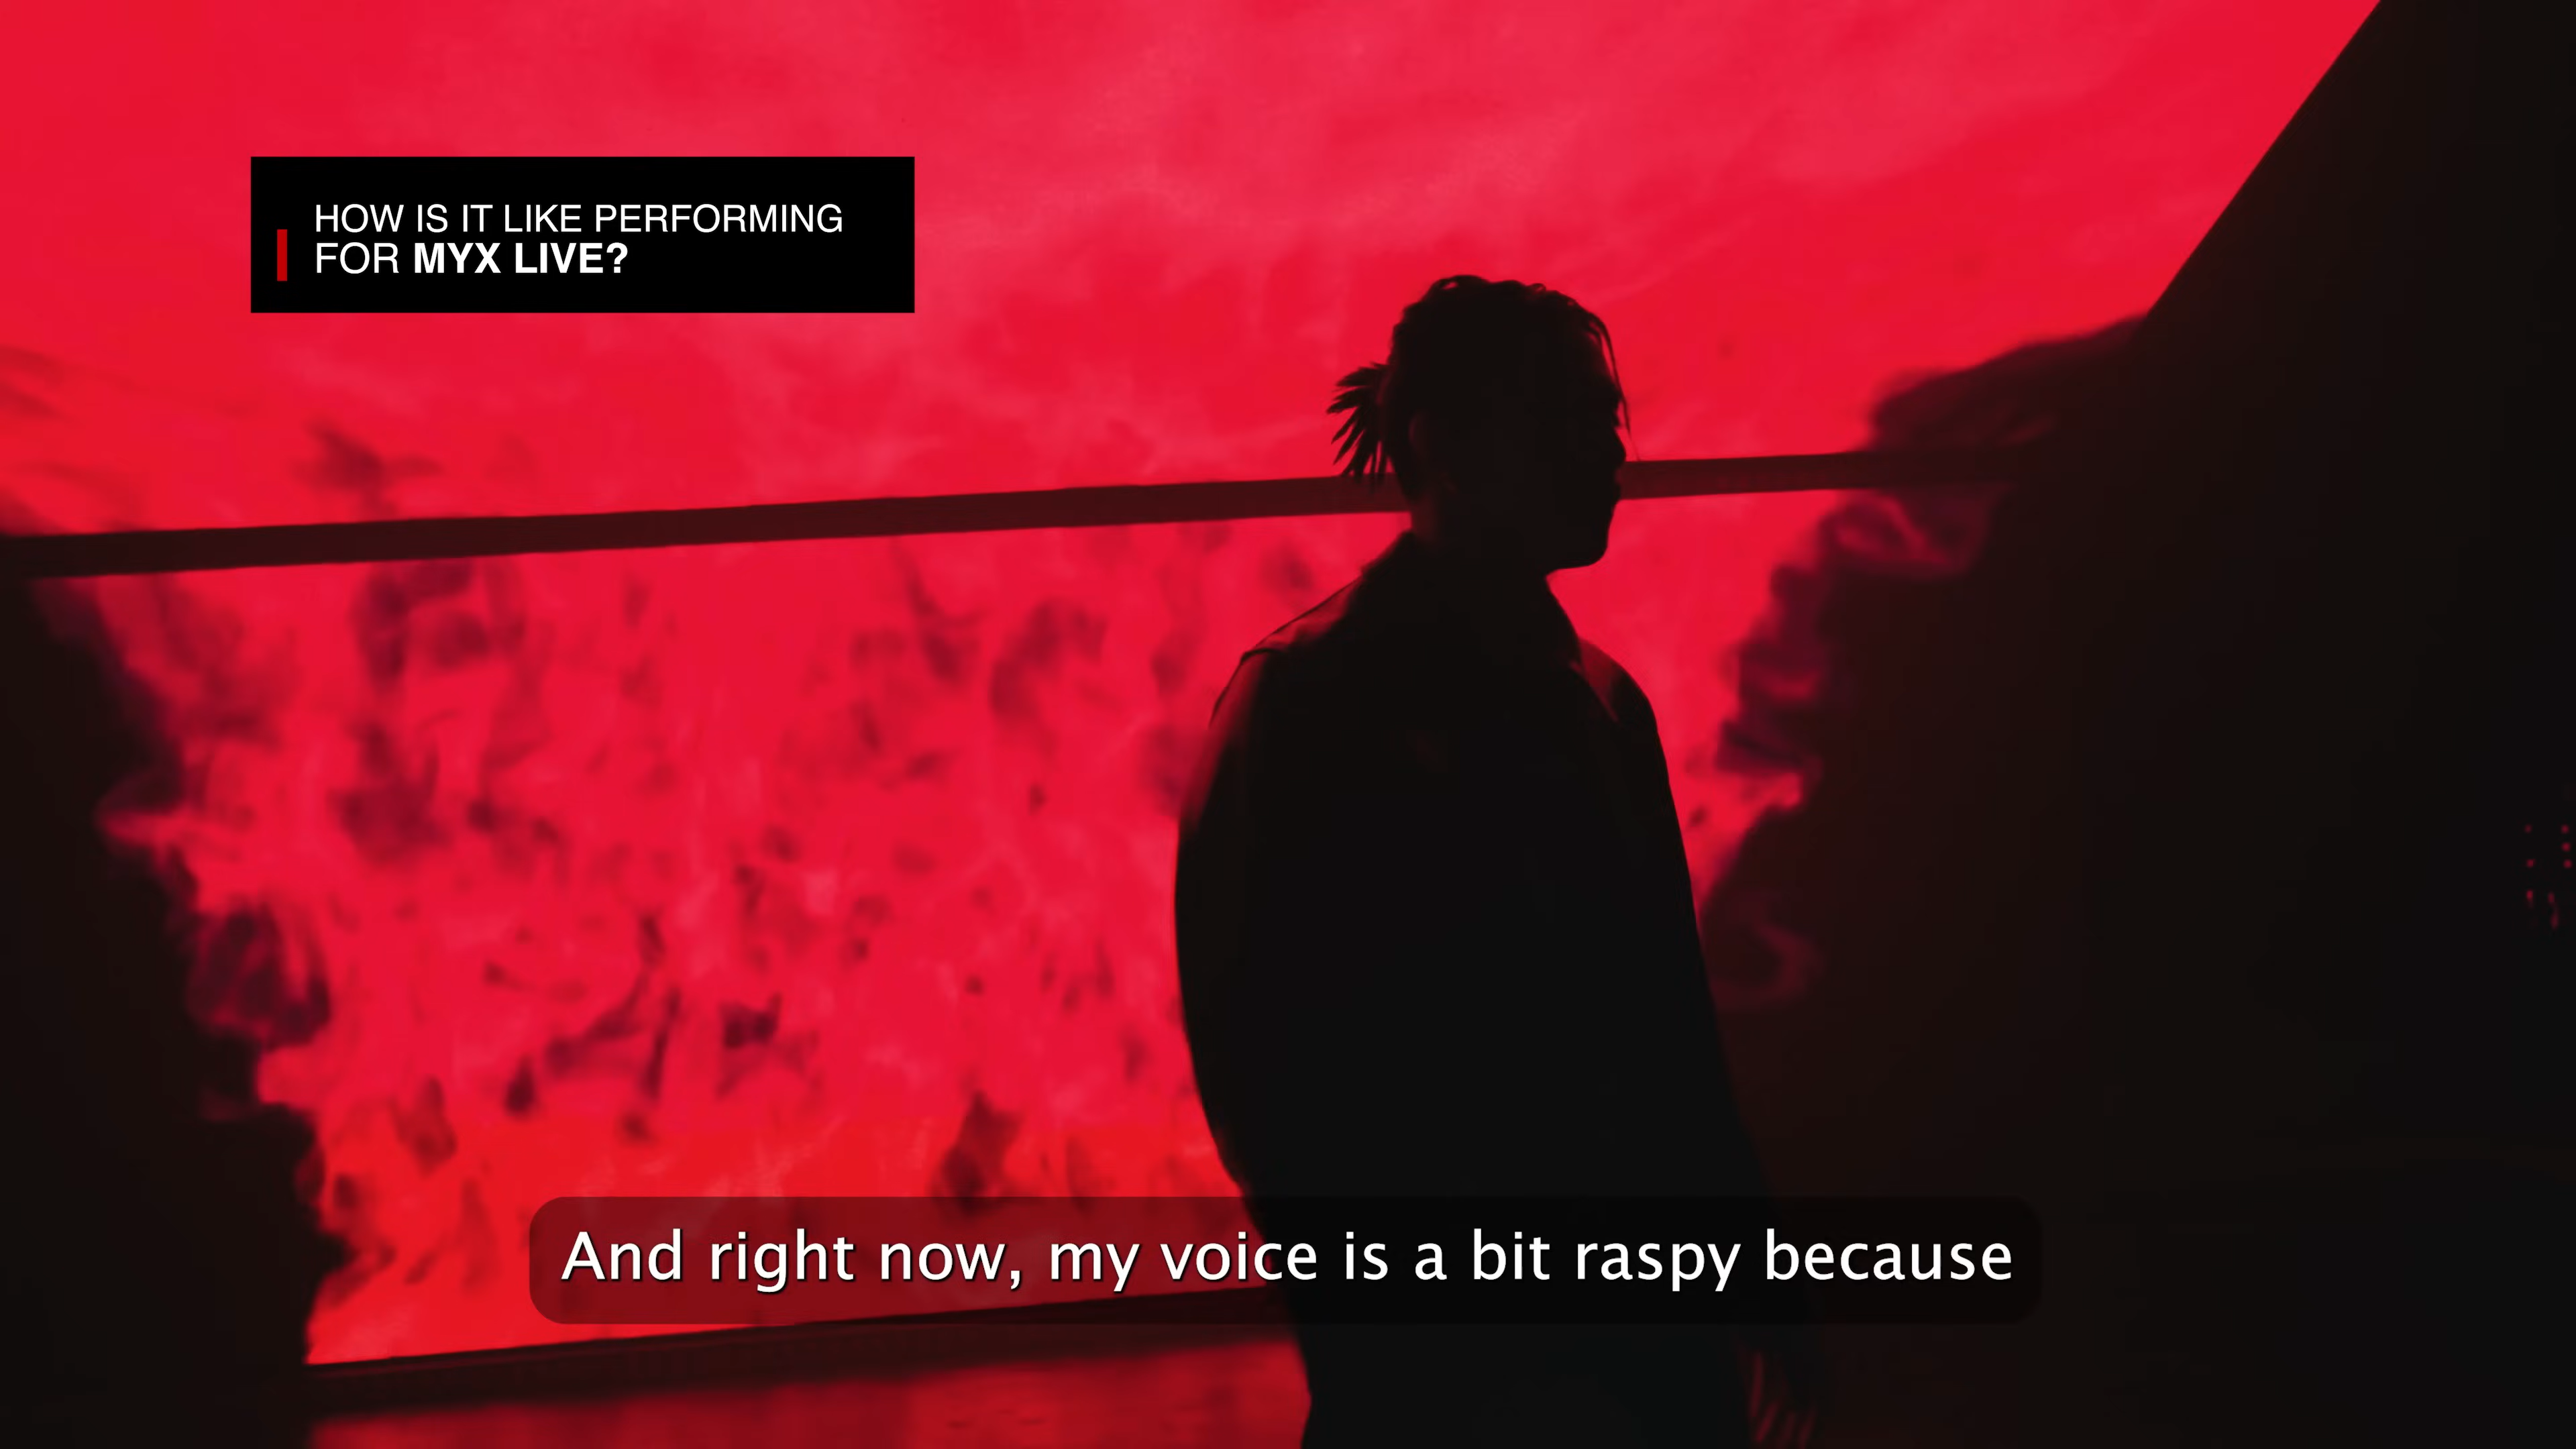 HOW IS IT LIKE PERFORMING
FOR MYX LIVE?
And right now, my voice is a bit raspy because